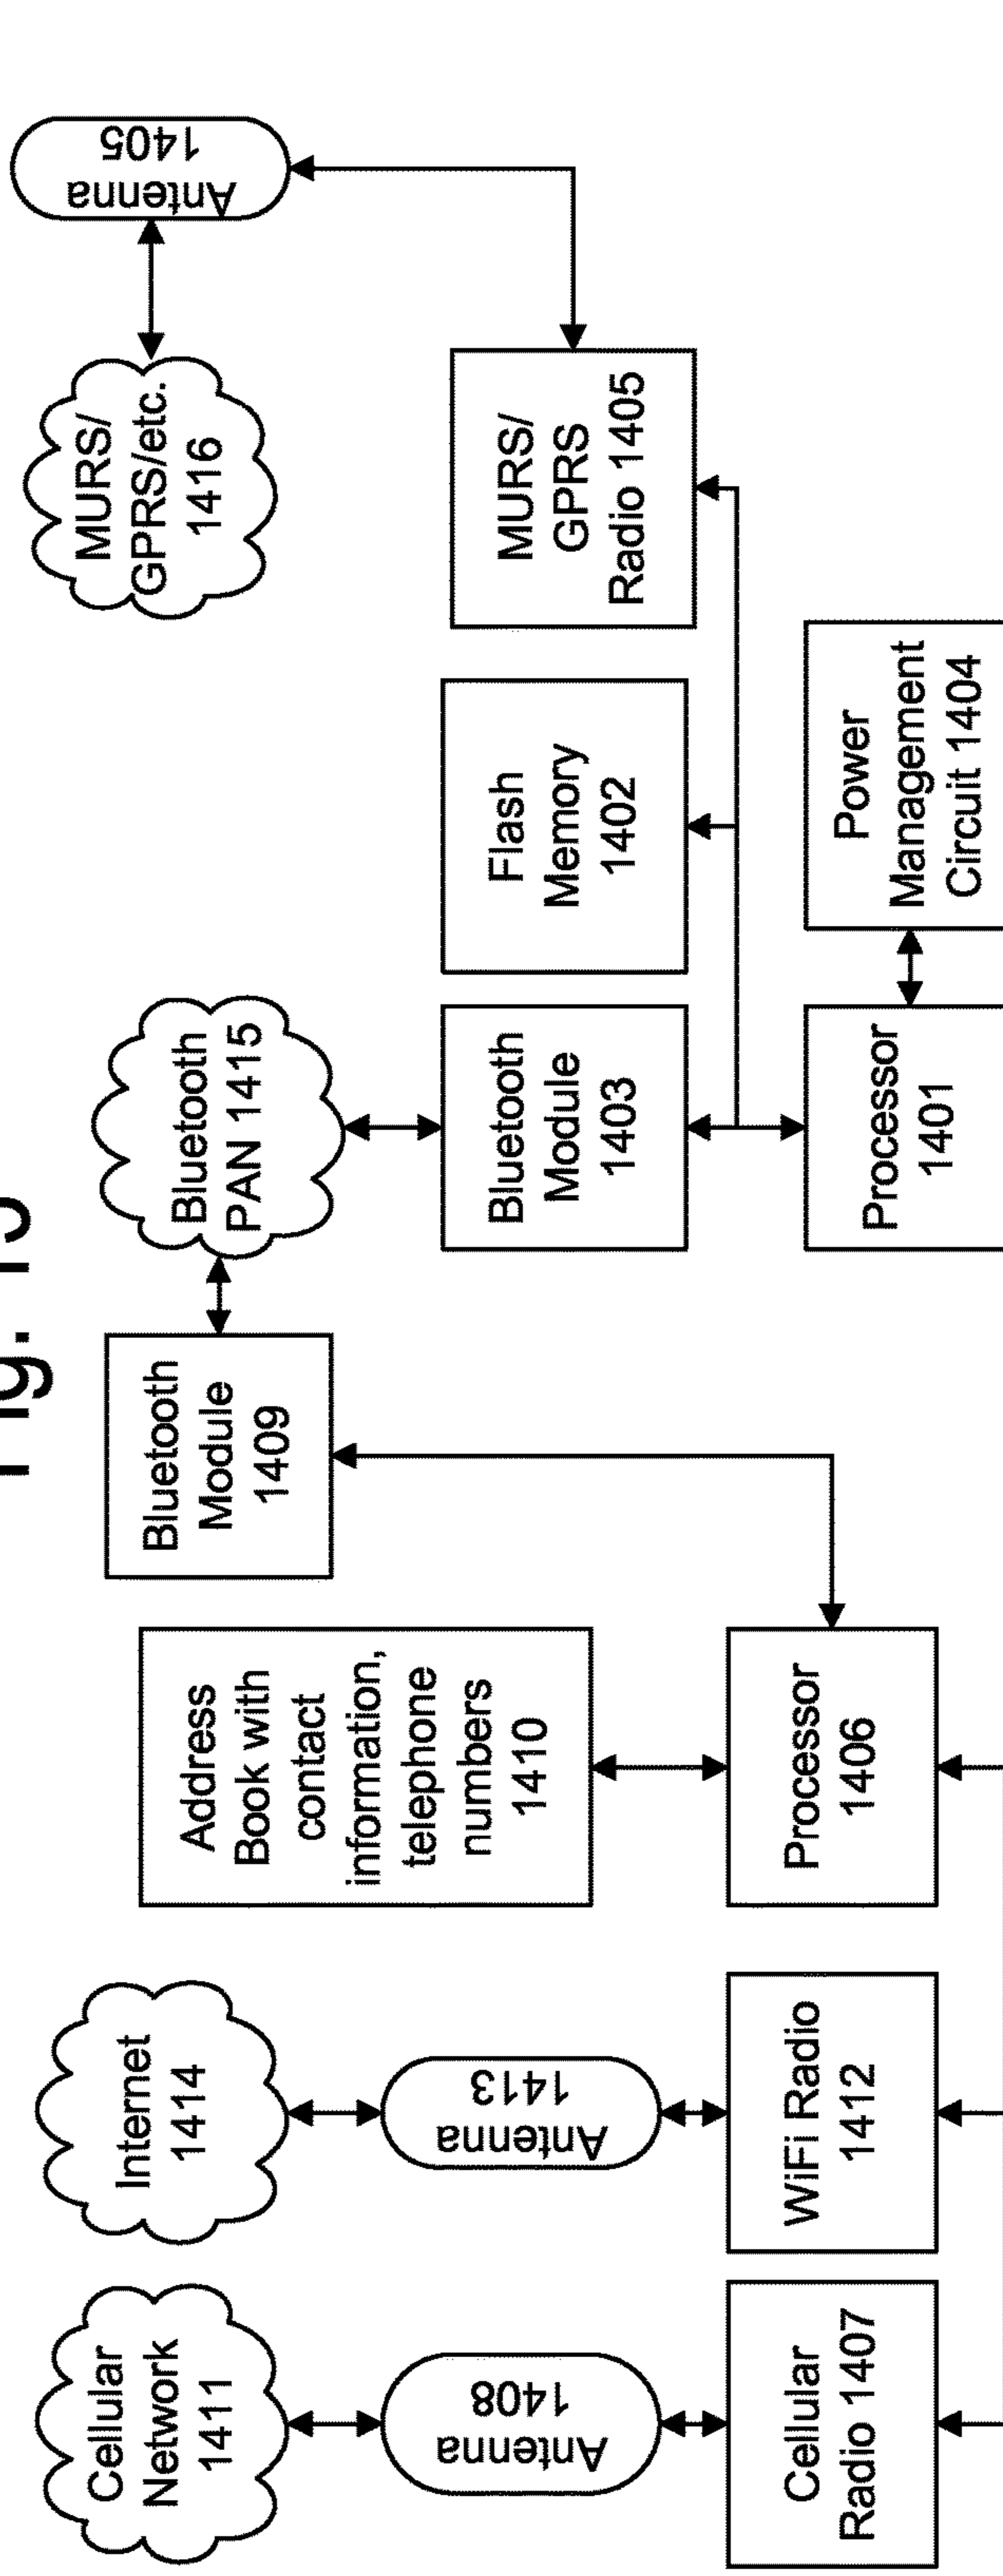 Cellular
Network
1411
Internet
1414
Bluetooth
Module
1409
Bluetooth
PAN 1415
MURS/
GPRS/etc.
1416
Antenna
1405
Address
Book with
contact
information,
telephone
numbers
1410
Antenna
1408
Antenna
1413
Bluetooth
Module
1403
Flash
Memory
1402
MURS/
GPRS
Radio 1405
Cellular
Radio 1407
WiFi Radio
1412
Processor
1406
Processor
1401
Power
Management
Circuit 1404